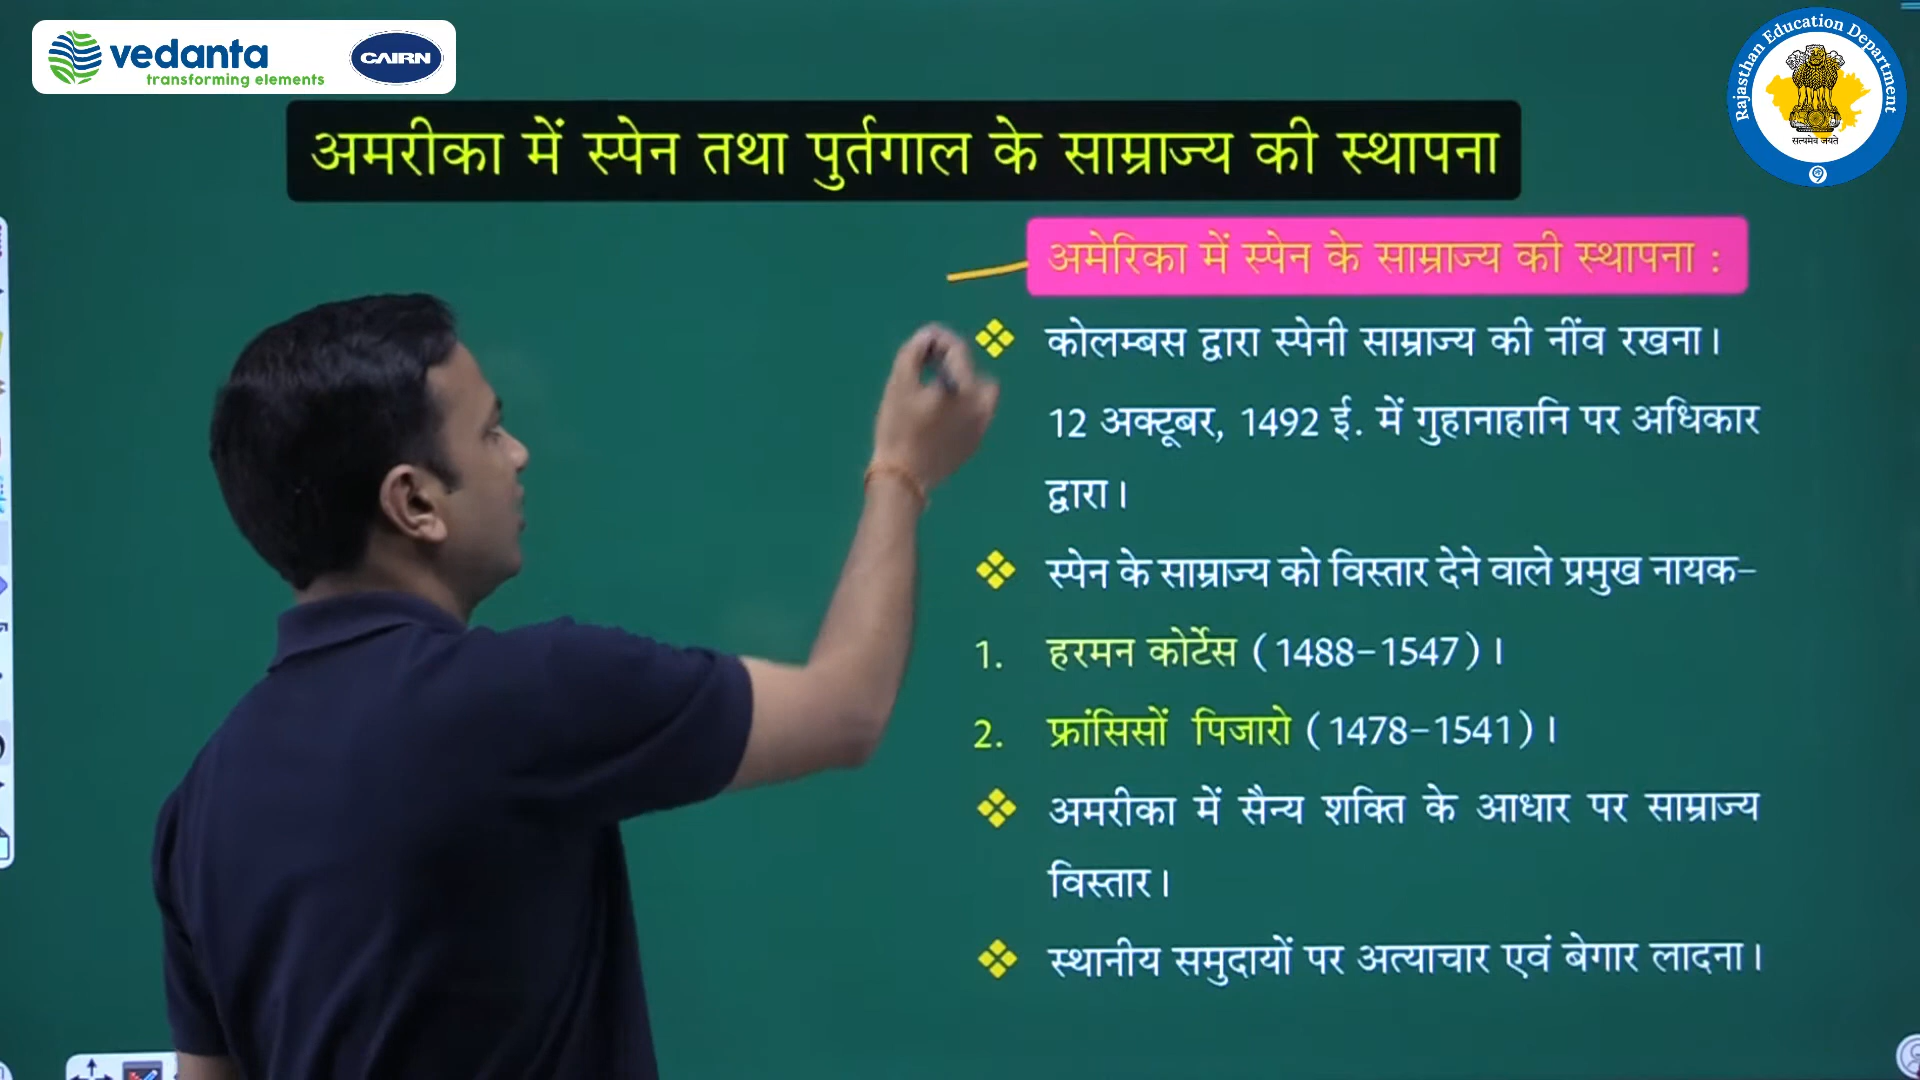 vedanta
transforming elements
CAIRN
Rajasthan Education Department
सत्यमेव जयते
अमरीका में स्पेन तथा पुर्तगाल के साम्राज्य की स्थापना
अमेरिका में स्पेन के साम्राज्य की स्थापना :
कोलम्बस द्वारा स्पेनी साम्राज्य की नींव रखना।
12 अक्टूबर, 1492 ई. में गुहानाहानि पर अधिकार
द्वारा।
स्पेन के साम्राज्य को विस्तार देने वाले प्रमुख नायक–
1. हरमन कोर्टेस (1488–1547)।
2. फ्रांसिसों पिजारो (1478–1541)।
अमरीका में सैन्य शक्ति के आधार पर साम्राज्य
विस्तार।
स्थानीय समुदायों पर अत्याचार एवं बेगार लादना।